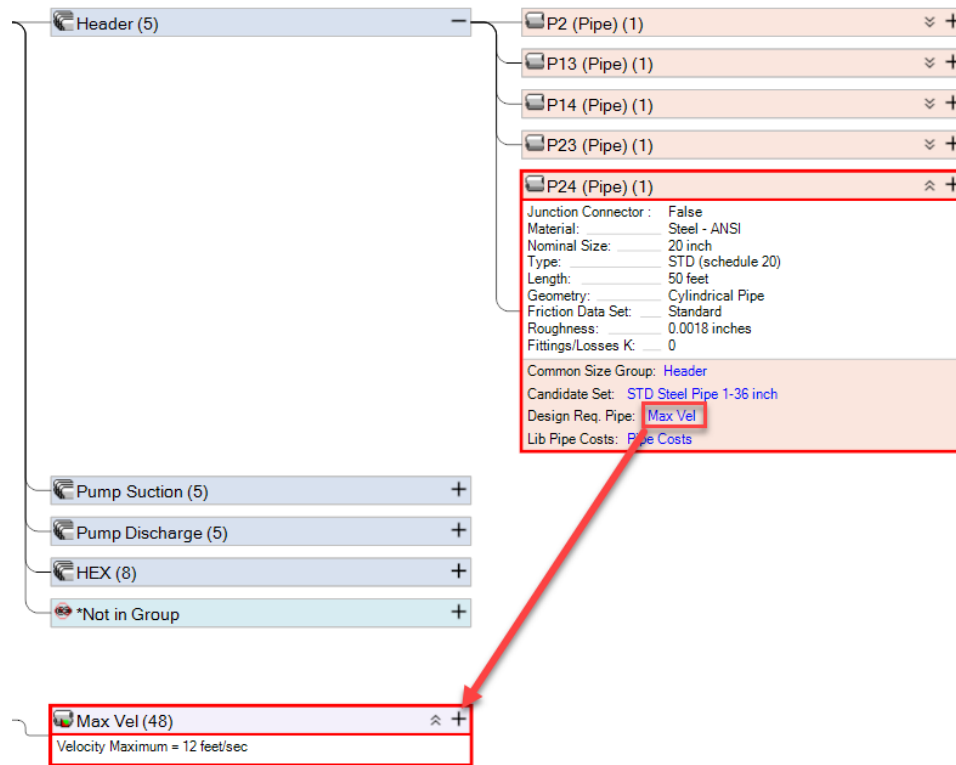 Header (5)
P2 (Pipe) (1)
P13 (Pipe) (1)
P14 (Pipe) (1)
P23 (Pipe) (1)
P24 (Pipe) (1)
Junction Connector : False
Material: Steel - ANSI
Nominal Size: 20 inch
Type: STD (schedule 20)
Length: 50 feet
Geometry: Cylindrical Pipe
Friction Data Set: Standard
Roughness: 0.0018 inches
Fittings/Losses K: 0
Common Size Group: Header
Candidate Set: STD Steel Pipe 1-36 inch
Design Req. Pipe: Max Vel
Lib Pipe Costs: Pipe Costs
Pump Suction (5)
Pump Discharge (5)
HEX (8)
*Not in Group
Max Vel (48)
Velocity Maximum = 12 feet/sec